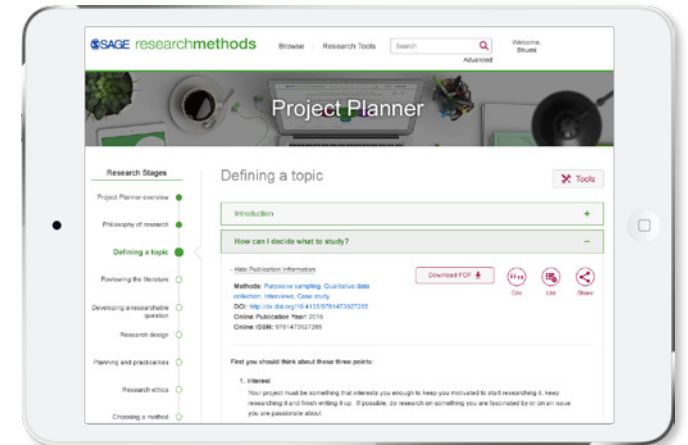 SAGE researchmethods
Browse
Research Tools
Search
Advanced
Welcome,
Bhumi
Project Planner
Research Stages
Project Planner overview
Philosophy of research
Defining a topic
Reviewing the literature
Developing a researchable
question
Research design
Planning and practicalities
Research ethics
Choosing a method
Defining a topic
Tools
Introduction
+
How can I decide what to study?
–
- Hide Publication Information
Methods: Purposive sampling, Qualitative data
collection, Interviews, Case study
DOI: http://dx.doi.org/10.4135/9781473927285
Online Publication Year: 2016
Online ISBN: 9781473927285
Download PDF
Cite
List
Share
First you should think about these three points:
1. Interest
Your project must be something that interests you enough to keep you motivated to start researching it, keep
researching it and finish writing it up. If possible, do research on something you are fascinated by or on an issue
you are passionate about